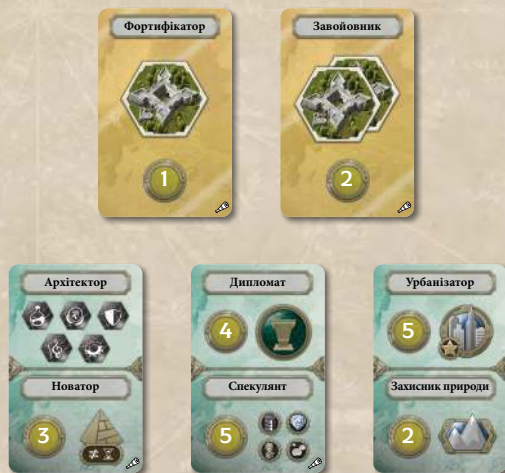 Фортифікатор
1
Завойовник
2
Архітектор
Новатор
3
Дипломат
4
Спекулянт
5
Урбанізатор
5
Захисник природи
2